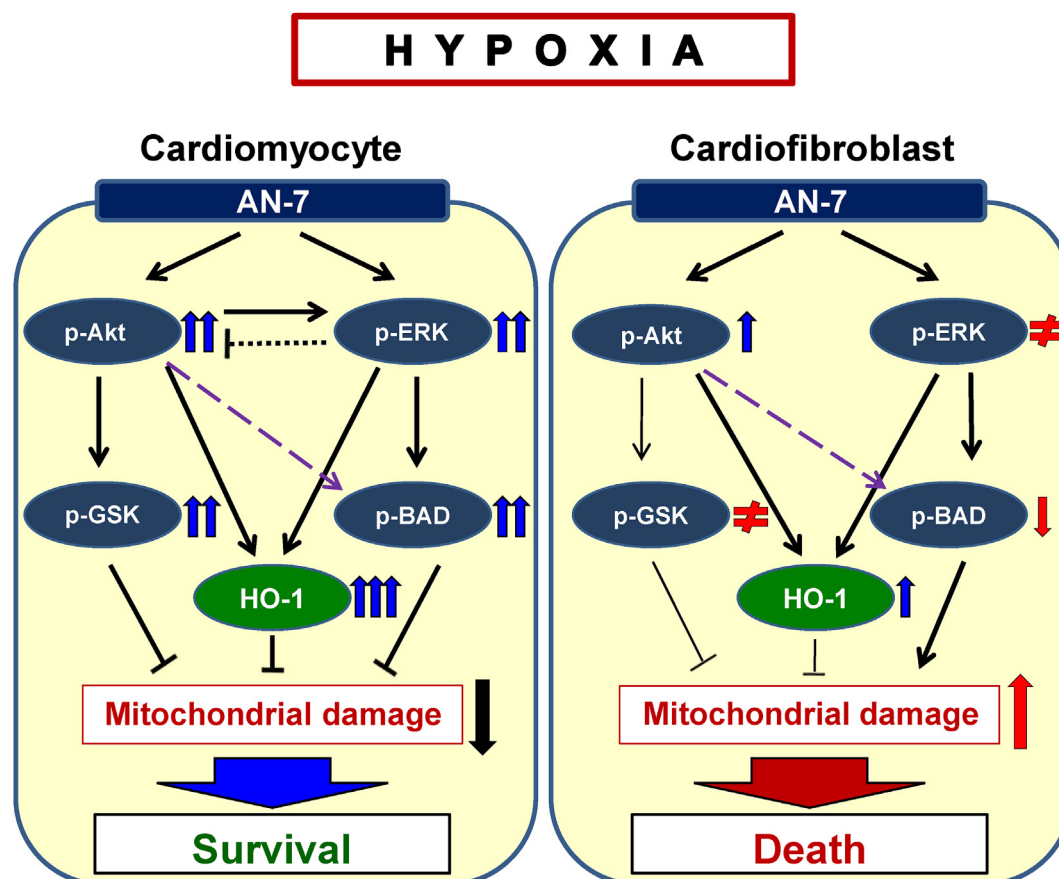 HYPOXIA
Cardiomyocyte
AN-7
p-Akt
p-ERK
p-GSK
p-BAD
HO-1
Mitochondrial damage
Survival
Cardiofibroblast
AN-7
p-Akt
p-ERK
≠
p-GSK
≠
p-BAD
HO-1
Mitochondrial damage
Death